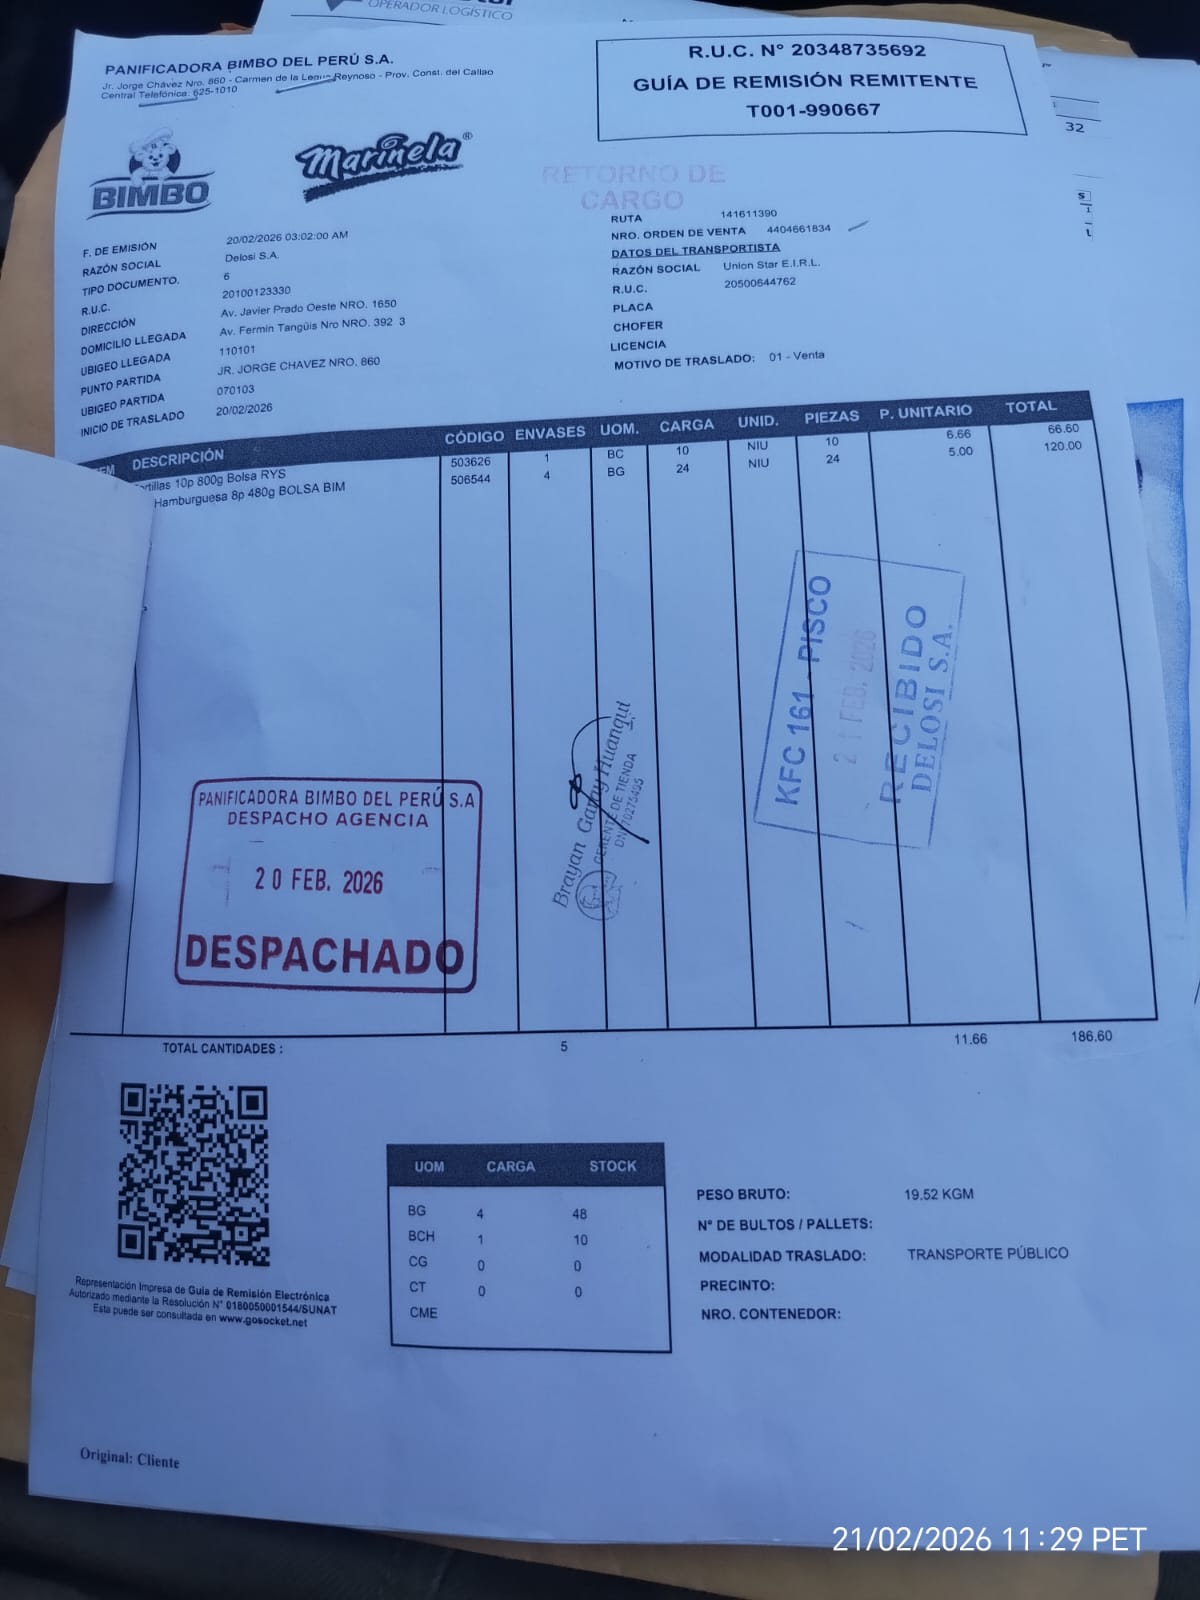 OPERADOR LOGÍSTICO
PANIFICADORA BIMBO DEL PERÚ S.A.
Jr. Jorge Chávez Nro. 860 - Carmen de la Legua-Reynoso - Prov. Const. del Callao
Central Telefónica: 625-1010
R.U.C. N° 20348735692
GUÍA DE REMISIÓN REMITENTE
T001-990667
32
BIMBO
Marinela®
RETORNO DE
CARGO
RUTA 141611390
NRO. ORDEN DE VENTA 4404661834
DATOS DEL TRANSPORTISTA
RAZÓN SOCIAL Union Star E.I.R.L.
R.U.C. 20500644762
PLACA
CHOFER
LICENCIA
MOTIVO DE TRASLADO: 01 - Venta
F. DE EMISIÓN 20/02/2026 03:02:00 AM
RAZÓN SOCIAL Delosi S.A.
TIPO DOCUMENTO. 6
R.U.C. 20100123330
DIRECCIÓN Av. Javier Prado Oeste NRO. 1650
DOMICILIO LLEGADA Av. Fermin Tangüis Nro NRO. 392 3
UBIGEO LLEGADA 110101
PUNTO PARTIDA JR. JORGE CHAVEZ NRO. 860
UBIGEO PARTIDA 070103
INICIO DE TRASLADO 20/02/2026
EM DESCRIPCIÓN CÓDIGO ENVASES UOM. CARGA UNID. PIEZAS P. UNITARIO TOTAL
rtillas 10p 800g Bolsa RYS 503626 1 BC 10 NIU 10 6.66 66.60
Hamburguesa 8p 480g BOLSA BIM 506544 4 BG 24 NIU 24 5.00 120.00
KFC 161 - PISCO
21 FEB. 2026
RECIBIDO
DELOSI S.A.
Brayan Garay Huanqui
GERENTE DE TIENDA
DNI 70275495
PANIFICADORA BIMBO DEL PERÚ S.A
DESPACHO AGENCIA
20 FEB. 2026
DESPACHADO
TOTAL CANTIDADES : 5 11.66 186.60
UOM CARGA STOCK
BG 4 48
BCH 1 10
CG 0 0
CT 0 0
CME
PESO BRUTO: 19.52 KGM
N° DE BULTOS / PALLETS:
MODALIDAD TRASLADO: TRANSPORTE PÚBLICO
PRECINTO:
NRO. CONTENEDOR:
Representación Impresa de Guía de Remisión Electrónica
Autorizado mediante la Resolución N° 0180050001544/SUNAT
Esta puede ser consultada en www.gosocket.net
Original: Cliente
21/02/2026 11:29 PET